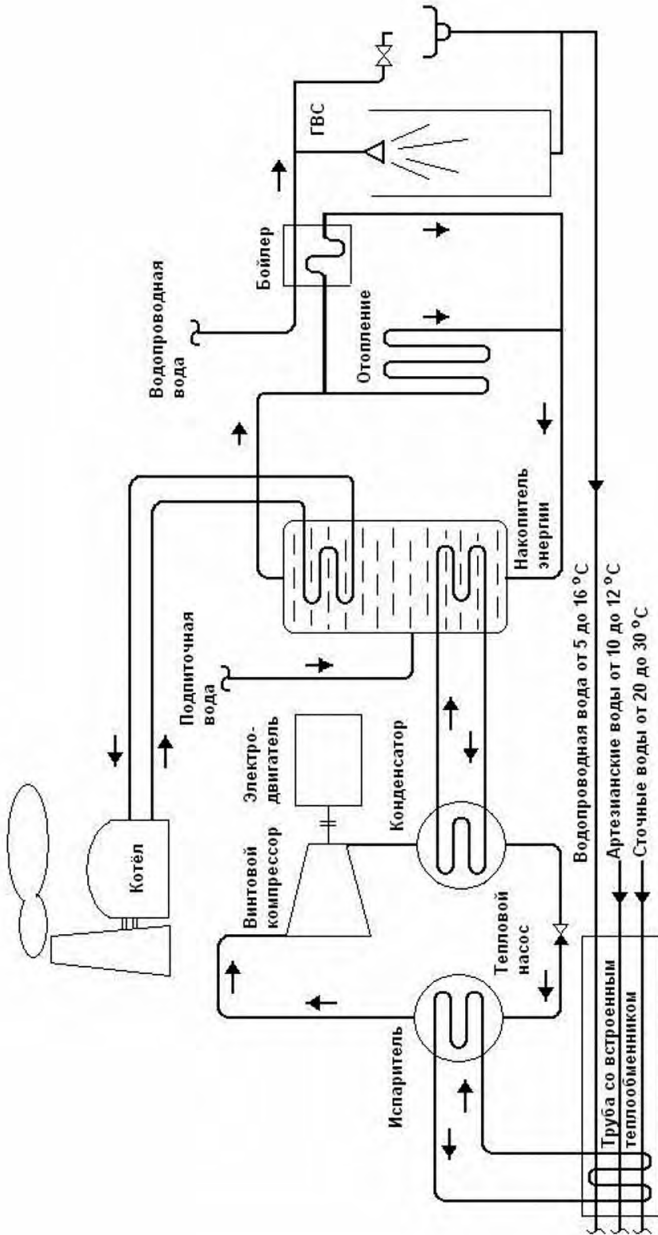 Котёл
Подпиточная
вода
Водопроводная
вода
ГВС
Бойлер
Отопление
Накопитель
энергии
Электро-
двигатель
Винтовой
компрессор
Конденсатор
Тепловой
насос
Испаритель
Водопроводная вода от 5 до 16 °С
Артезианские воды от 10 до 12 °С
Сточные воды от 20 до 30 °С
Труба со встроенным
теплообменником